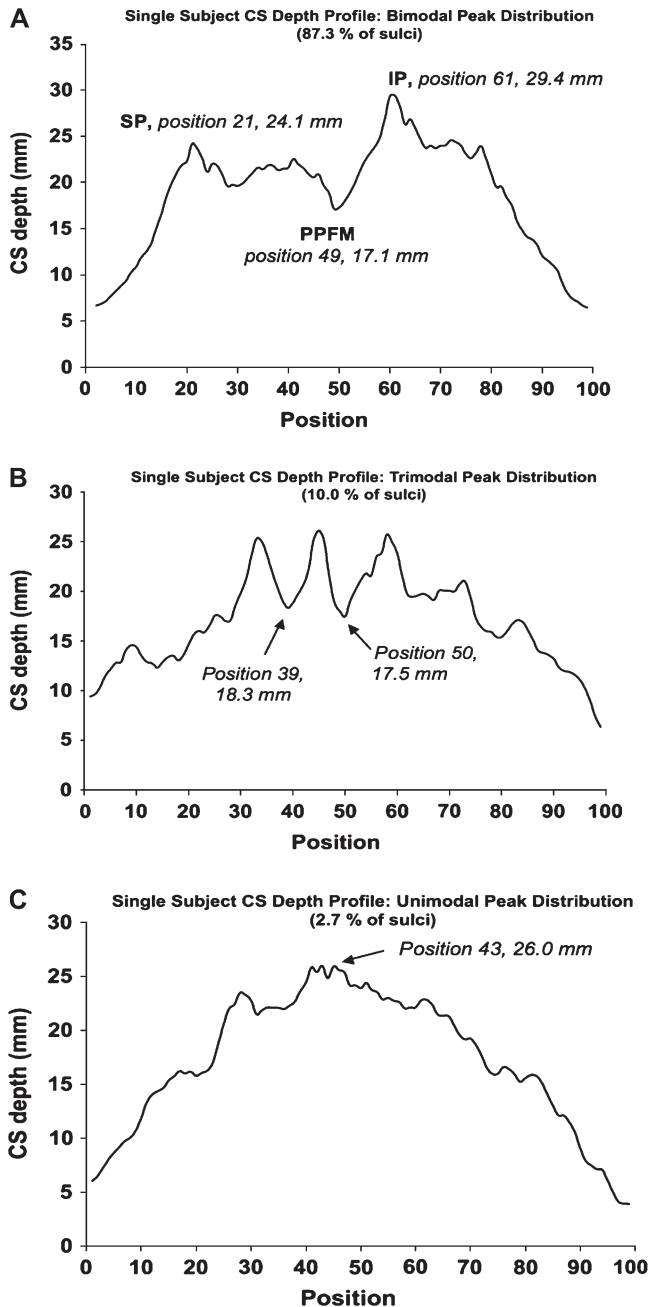 A
Single Subject CS Depth Profile: Bimodal Peak Distribution
(87.3 % of sulci)
35
30
25
20
15
10
5
0
CS depth (mm)
SP, position 21, 24.1 mm
IP, position 61, 29.4 mm
PPFM
position 49, 17.1 mm
0 10 20 30 40 50 60 70 80 90 100
Position
B
Single Subject CS Depth Profile: Trimodal Peak Distribution
(10.0 % of sulci)
30
25
20
15
10
5
0
CS depth (mm)
Position 39,
18.3 mm
Position 50,
17.5 mm
0 10 20 30 40 50 60 70 80 90 100
Position
C
Single Subject CS Depth Profile: Unimodal Peak Distribution
(2.7 % of sulci)
30
25
20
15
10
5
0
CS depth (mm)
Position 43, 26.0 mm
0 10 20 30 40 50 60 70 80 90 100
Position